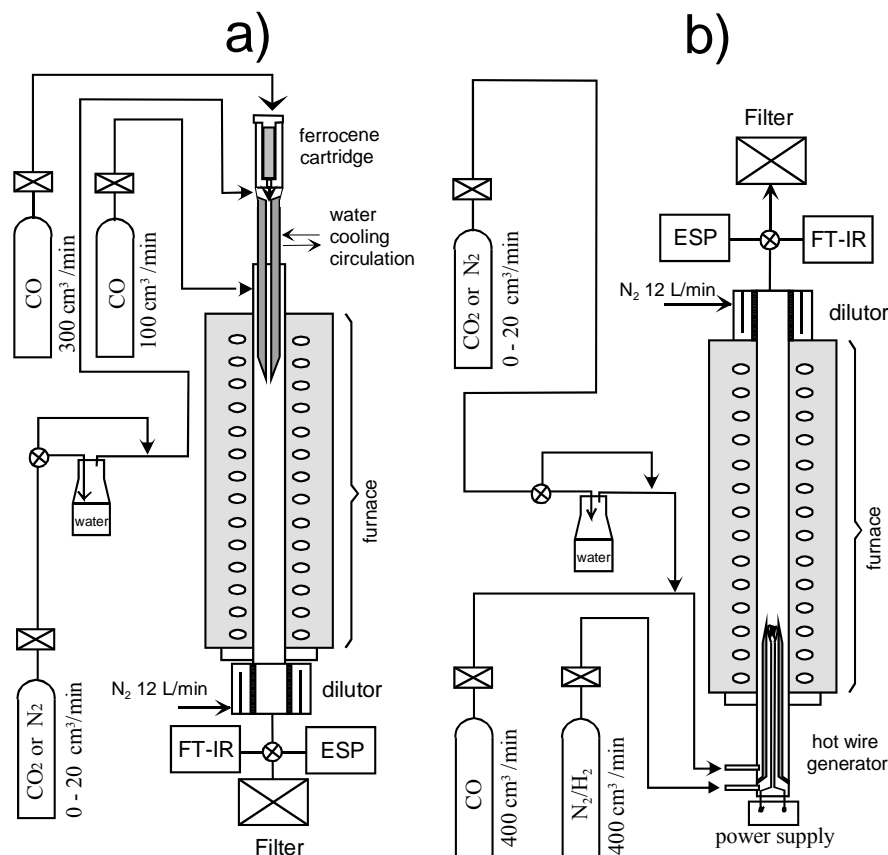 a)
ferrocene
cartridge
water
cooling
circulation
CO
300 cm³ /min
CO
100 cm³ /min
water
furnace
CO₂ or N₂
0 - 20 cm³/min
N₂ 12 L/min
dilutor
FT-IR
ESP
Filter
b)
Filter
ESP
FT-IR
N₂ 12 L/min
dilutor
CO₂ or N₂
0 - 20 cm³/min
water
furnace
CO
400 cm³ /min
N₂/H₂
400 cm³ /min
hot wire
generator
power supply